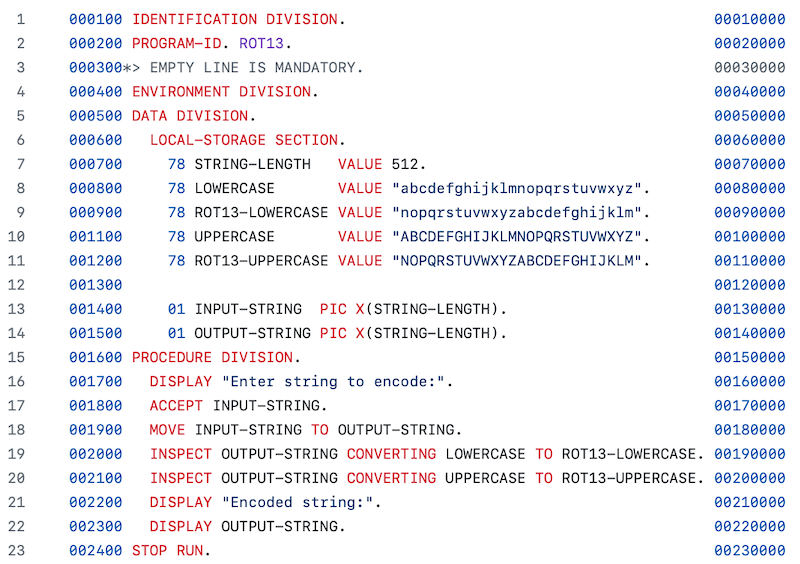 1 000100 IDENTIFICATION DIVISION. 00010000
2 000200 PROGRAM-ID. ROT13. 00020000
3 000300*> EMPTY LINE IS MANDATORY. 00030000
4 000400 ENVIRONMENT DIVISION. 00040000
5 000500 DATA DIVISION. 00050000
6 000600   LOCAL-STORAGE SECTION. 00060000
7 000700     78 STRING-LENGTH   VALUE 512. 00070000
8 000800     78 LOWERCASE       VALUE "abcdefghijklmnopqrstuvwxyz". 00080000
9 000900     78 ROT13-LOWERCASE VALUE "nopqrstuvwxyzabcdefghijklm". 00090000
10 001100     78 UPPERCASE       VALUE "ABCDEFGHIJKLMNOPQRSTUVWXYZ". 00100000
11 001200     78 ROT13-UPPERCASE VALUE "NOPQRSTUVWXYZABCDEFGHIJKLM". 00110000
12 001300 00120000
13 001400     01 INPUT-STRING  PIC X(STRING-LENGTH). 00130000
14 001500     01 OUTPUT-STRING PIC X(STRING-LENGTH). 00140000
15 001600 PROCEDURE DIVISION. 00150000
16 001700   DISPLAY "Enter string to encode:". 00160000
17 001800   ACCEPT INPUT-STRING. 00170000
18 001900   MOVE INPUT-STRING TO OUTPUT-STRING. 00180000
19 002000   INSPECT OUTPUT-STRING CONVERTING LOWERCASE TO ROT13-LOWERCASE. 00190000
20 002100   INSPECT OUTPUT-STRING CONVERTING UPPERCASE TO ROT13-UPPERCASE. 00200000
21 002200   DISPLAY "Encoded string:". 00210000
22 002300   DISPLAY OUTPUT-STRING. 00220000
23 002400 STOP RUN. 00230000